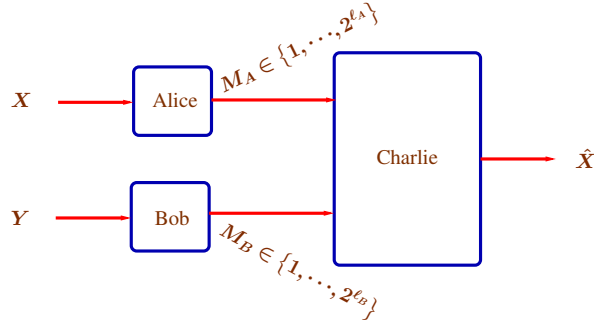 X
Alice
M_A ∈ {1, ⋯, 2^{ℓ_A}}
Charlie
X̂
Y
Bob
M_B ∈ {1, ⋯, 2^{ℓ_B}}